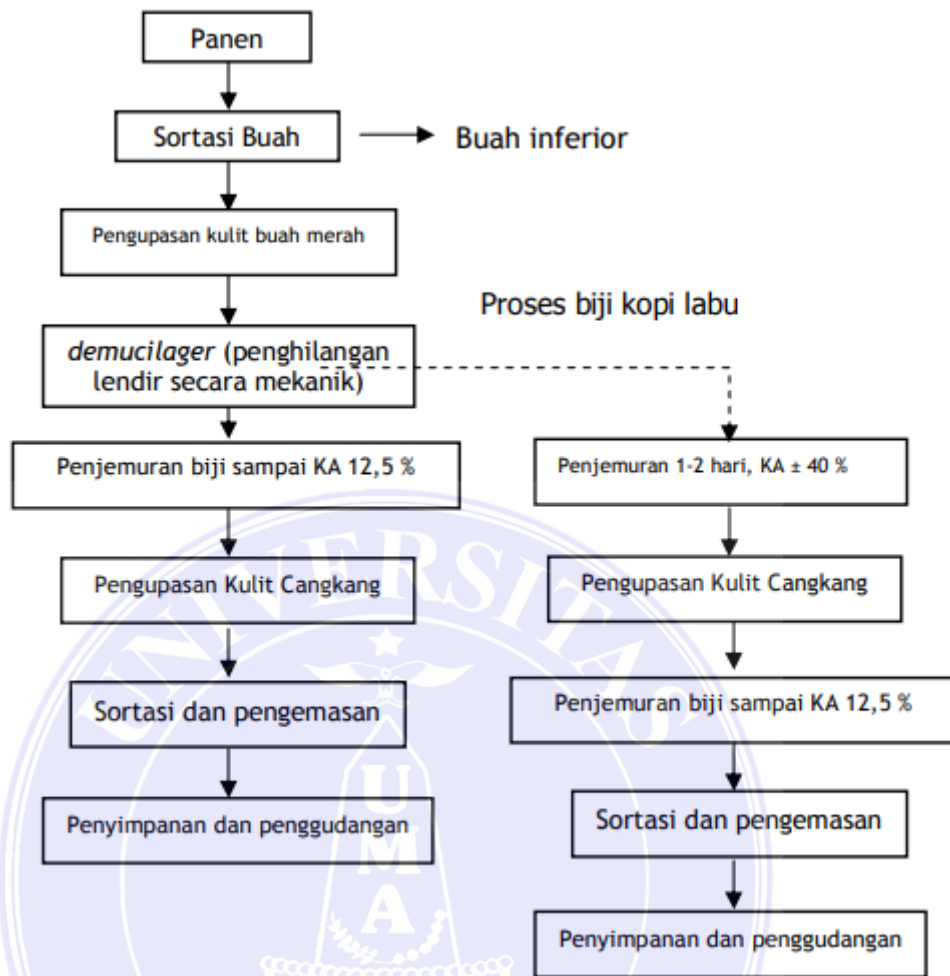 Panen
Sortasi Buah
Buah inferior
Pengupasan kulit buah merah
Proses biji kopi labu
demucilager (penghilangan
lendir secara mekanik)
Penjemuran biji sampai KA 12,5 %
Penjemuran 1-2 hari, KA ± 40 %
Pengupasan Kulit Cangkang
Pengupasan Kulit Cangkang
Sortasi dan pengemasan
Penjemuran biji sampai KA 12,5 %
Penyimpanan dan penggudangan
Sortasi dan pengemasan
Penyimpanan dan penggudangan
UNIVERSITAS
UMA